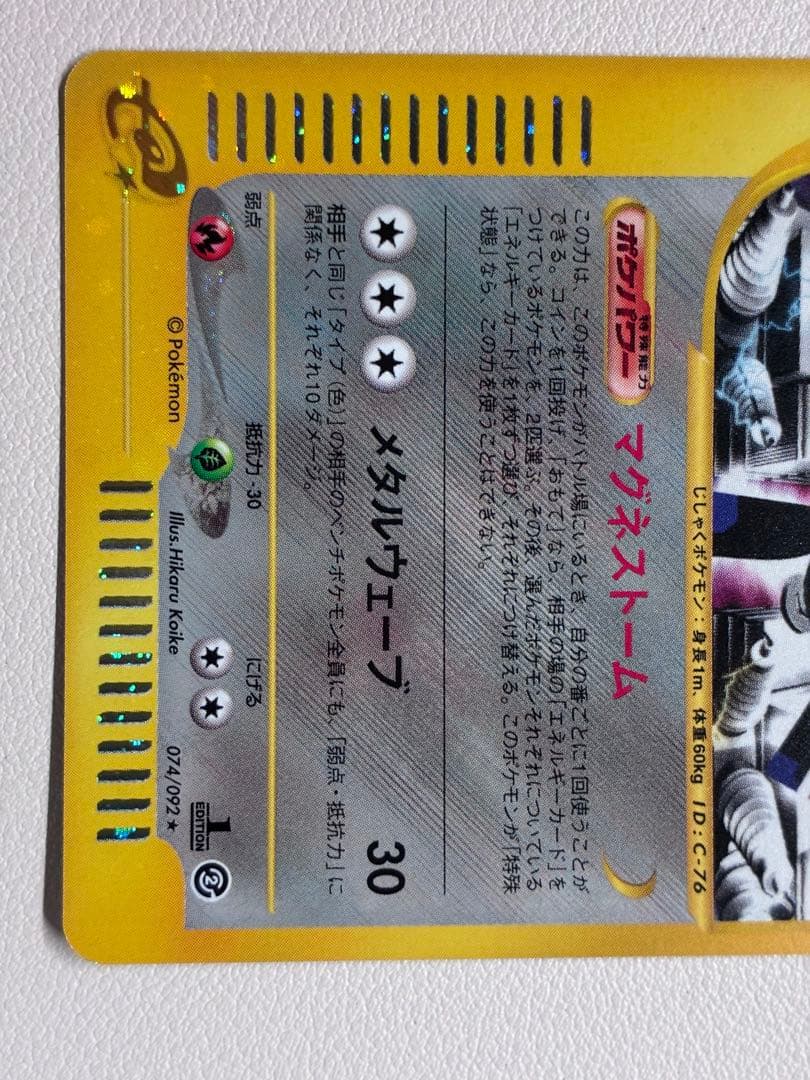 じしゃくポケモン：身長1m、体重60kg ID：C-76
ポケパワー
特殊能力
マグネストーム
この力は、このポケモンがバトル場にいるとき、自分の番ごとに1回使うことが
できる。コインを1回投げ、「おもて」なら、相手の場の「エネルギーカード」を
つけているポケモンを、2匹選ぶ。その後、選んだポケモンそれぞれについている
「エネルギーカード」を1枚ずつ選び、それぞれにつけ替える。このポケモンが「特殊
状態」なら、この力を使うことはできない。
メタルウェーブ 30
相手と同じ「タイプ（色）」の相手のベンチポケモン全員にも、「弱点・抵抗力」に
関係なく、それぞれ10ダメージ。
弱点 抵抗力 -30 にげる
© Pokémon Illus.Hikaru Koike 074/092★
1
EDITION
2
e